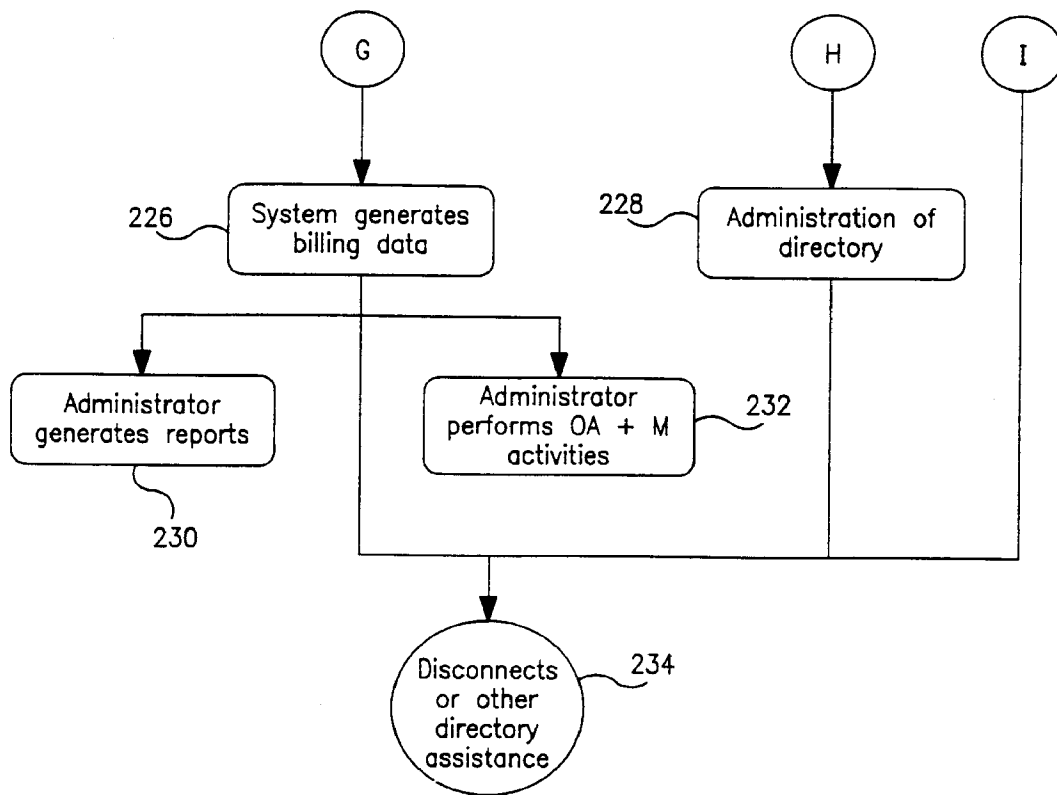 G
H
I
226
System generates
billing data
228
Administration of
directory
Administrator
generates reports
230
Administrator
performs OA + M
activities
232
Disconnects
or other
directory
assistance
234